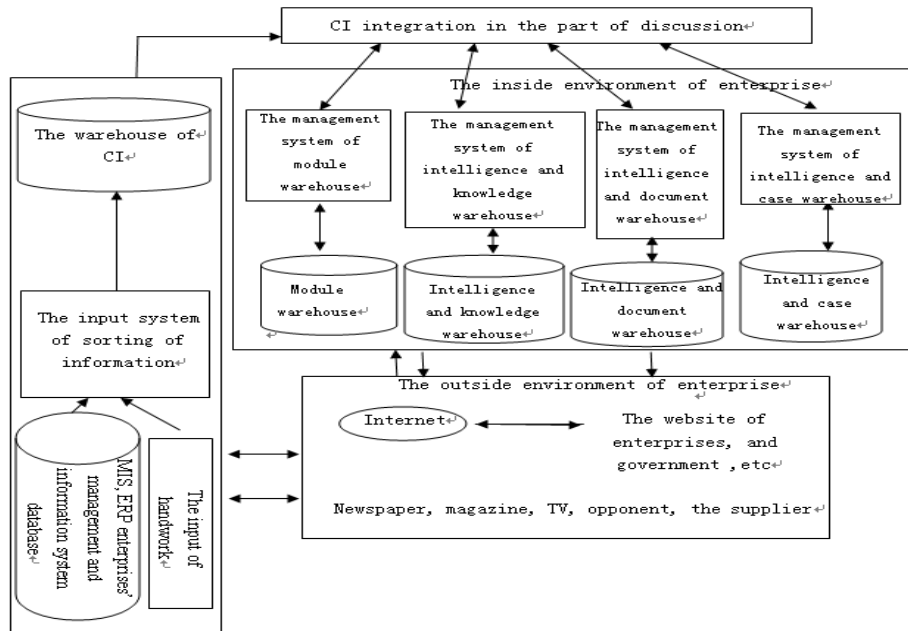 CI integration in the part of discussion
The inside environment of enterprise
The warehouse of
CI
The management
system of
module
warehouse
The management
system of
intelligence and
knowledge
warehouse
The management
system of
intelligence
and document
warehouse
The management
system of
intelligence and
case warehouse
Module
warehouse
Intelligence
and knowledge
warehouse
Intelligence and
document
warehouse
Intelligence
and case
warehouse
The input system
of sorting of
information
The outside environment of enterprise
Internet
The website of
enterprises, and
government ,etc
Newspaper, magazine, TV, opponent, the supplier
MIS, ERP enterprises'
management and
information system
database
The input of
handwork